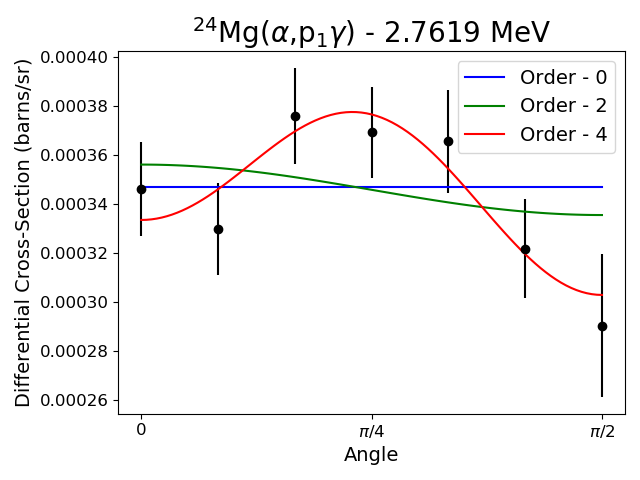 ²⁴Mg(α,p₁γ) - 2.7619 MeV
Differential Cross-Section (barns/sr)
0.00040
0.00038
0.00036
0.00034
0.00032
0.00030
0.00028
0.00026
Order - 0
Order - 2
Order - 4
0
π/4
π/2
Angle